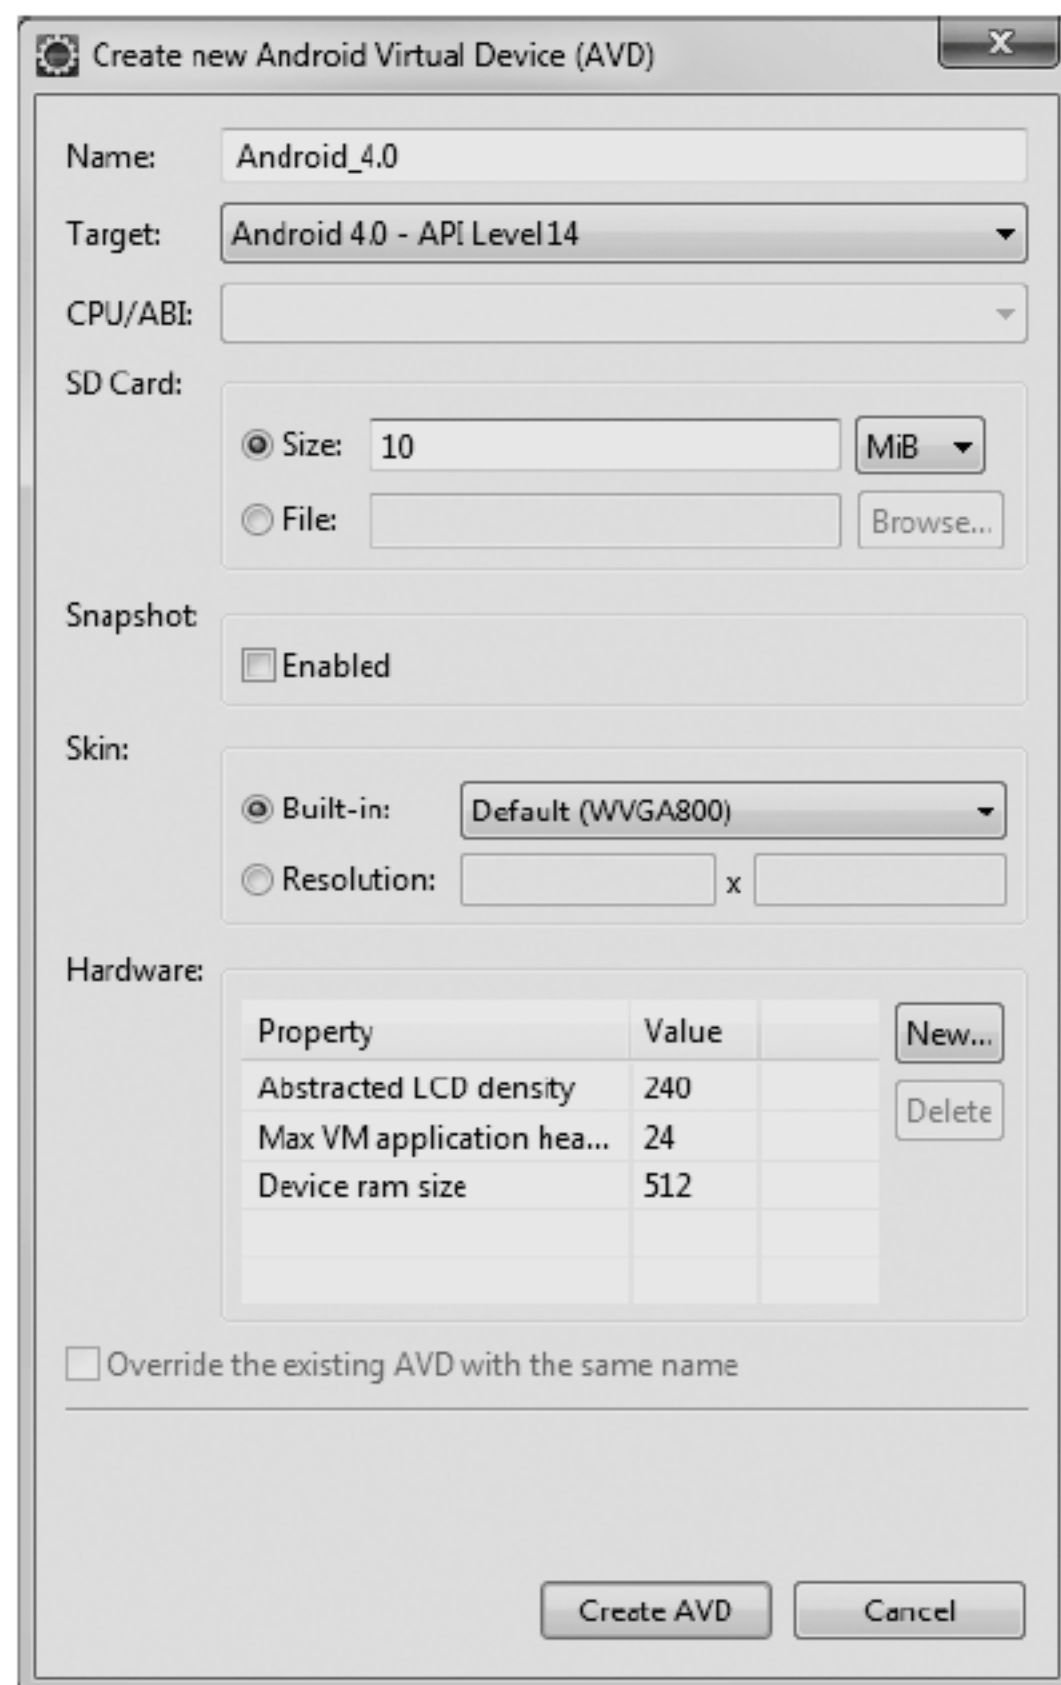 Create new Android Virtual Device (AVD)
x
Name: Android_4.0
Target: Android 4.0 - API Level 14
CPU/ABI:
SD Card:
Size: 10 MiB
File: Browse...
Snapshot:
Enabled
Skin:
Built-in: Default (WVGA800)
Resolution: x
Hardware:
Property Value New...
Abstracted LCD density 240 Delete
Max VM application hea... 24
Device ram size 512
Override the existing AVD with the same name
Create AVD Cancel